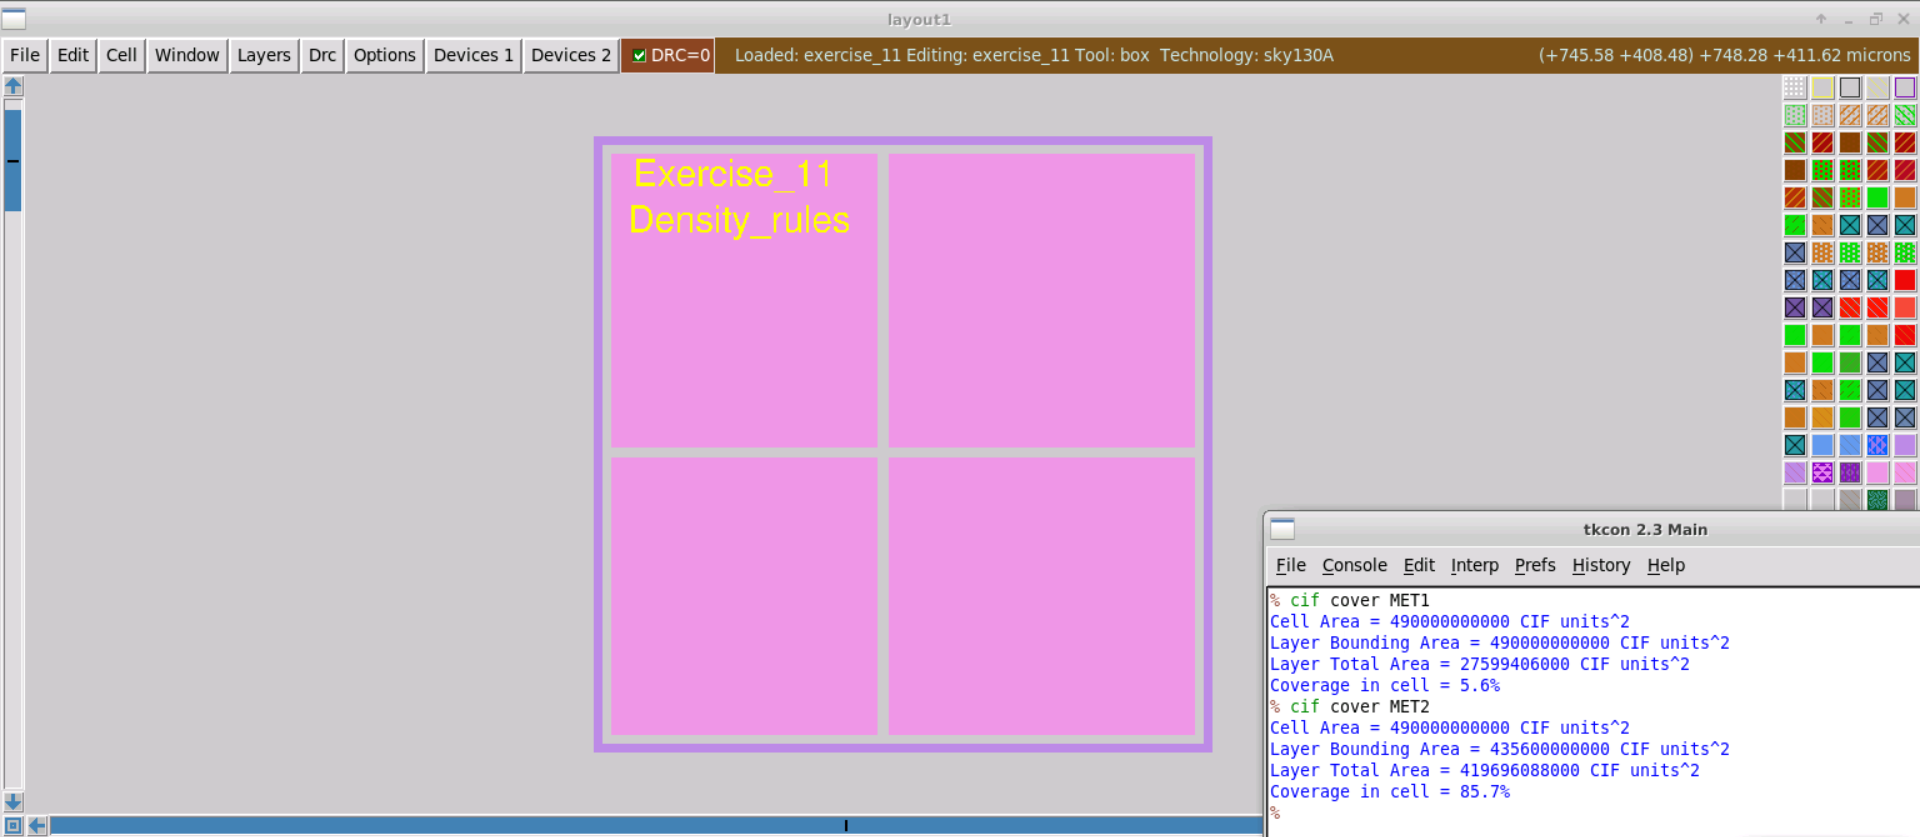 layout1
File Edit Cell Window Layers Drc Options Devices 1 Devices 2 DRC=0 Loaded: exercise_11 Editing: exercise_11 Tool: box Technology: sky130A (+745.58 +408.48) +748.28 +411.62 microns
Exercise_11
Density_rules
tkcon 2.3 Main
File Console Edit Interp Prefs History Help
% cif cover MET1
Cell Area = 490000000000 CIF units^2
Layer Bounding Area = 490000000000 CIF units^2
Layer Total Area = 27599406000 CIF units^2
Coverage in cell = 5.6%
% cif cover MET2
Cell Area = 490000000000 CIF units^2
Layer Bounding Area = 435600000000 CIF units^2
Layer Total Area = 419696088000 CIF units^2
Coverage in cell = 85.7%
%